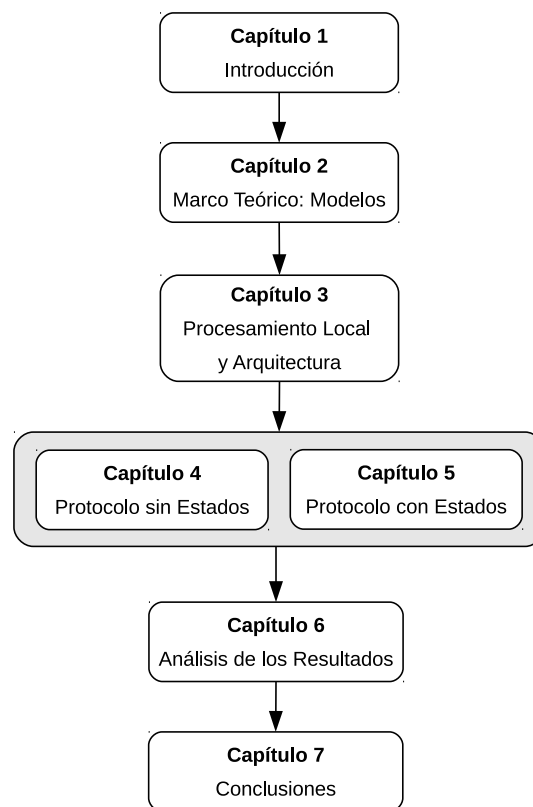 Capítulo 1
Introducción
Capítulo 2
Marco Teórico: Modelos
Capítulo 3
Procesamiento Local
y Arquitectura
Capítulo 4
Protocolo sin Estados
Capítulo 5
Protocolo con Estados
Capítulo 6
Análisis de los Resultados
Capítulo 7
Conclusiones